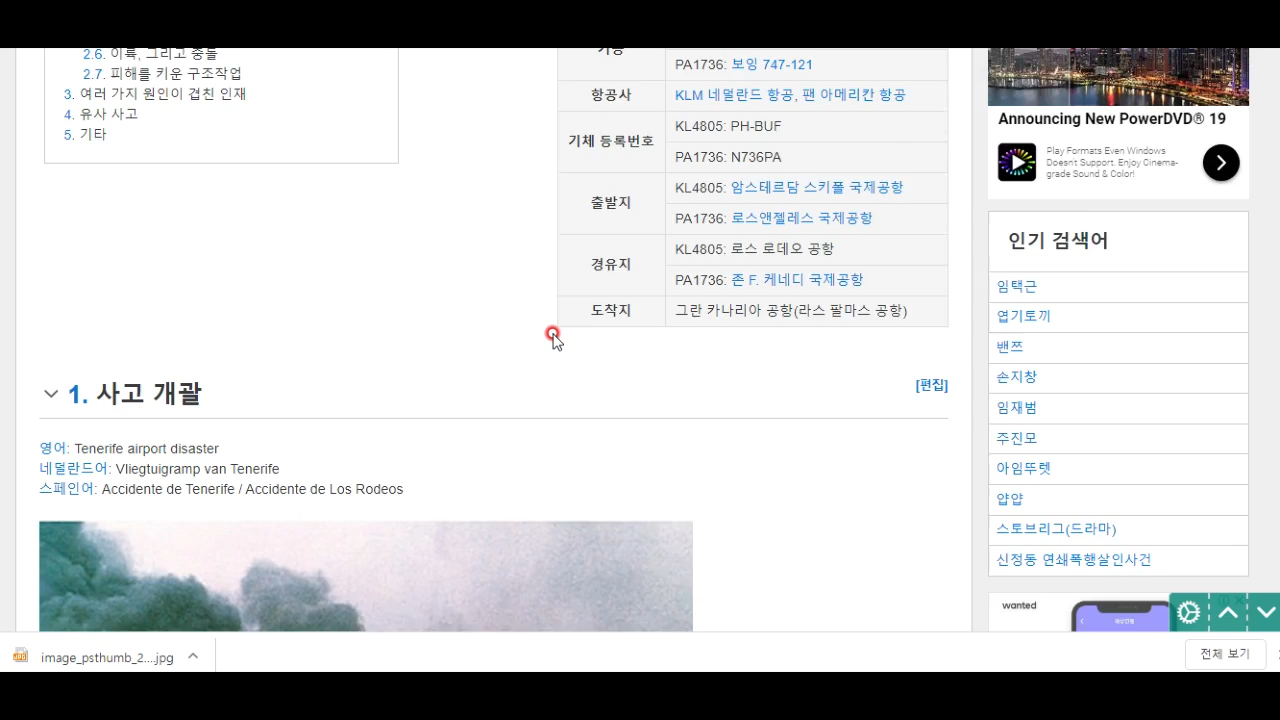 2.6. 이륙, 그리고 충돌
2.7. 피해를 키운 구조작업
3. 여러 가지 원인이 겹친 인재
4. 유사 사고
5. 기타
기종
PA1736: 보잉 747-121
항공사
KLM 네덜란드 항공, 팬 아메리칸 항공
기체 등록번호
KL4805: PH-BUF
PA1736: N736PA
출발지
KL4805: 암스테르담 스키폴 국제공항
PA1736: 로스앤젤레스 국제공항
경유지
KL4805: 로스 로데오 공항
PA1736: 존 F. 케네디 국제공항
도착지
그란 카나리아 공항(라스 팔마스 공항)
1. 사고 개괄
[편집]
영어: Tenerife airport disaster
네덜란드어: Vliegtuigramp van Tenerife
스페인어: Accidente de Tenerife / Accidente de Los Rodeos
Announcing New PowerDVD® 19
Play Formats Even Windows
Doesn't Support. Enjoy Cinema-
grade Sound & Color!
인기 검색어
임택근
엽기토끼
밴쯔
손지창
임재범
주진모
아임뚜렛
얍얍
스토브리그(드라마)
신정동 연쇄폭행살인사건
wanted
image_psthumb_2....jpg
전체 보기